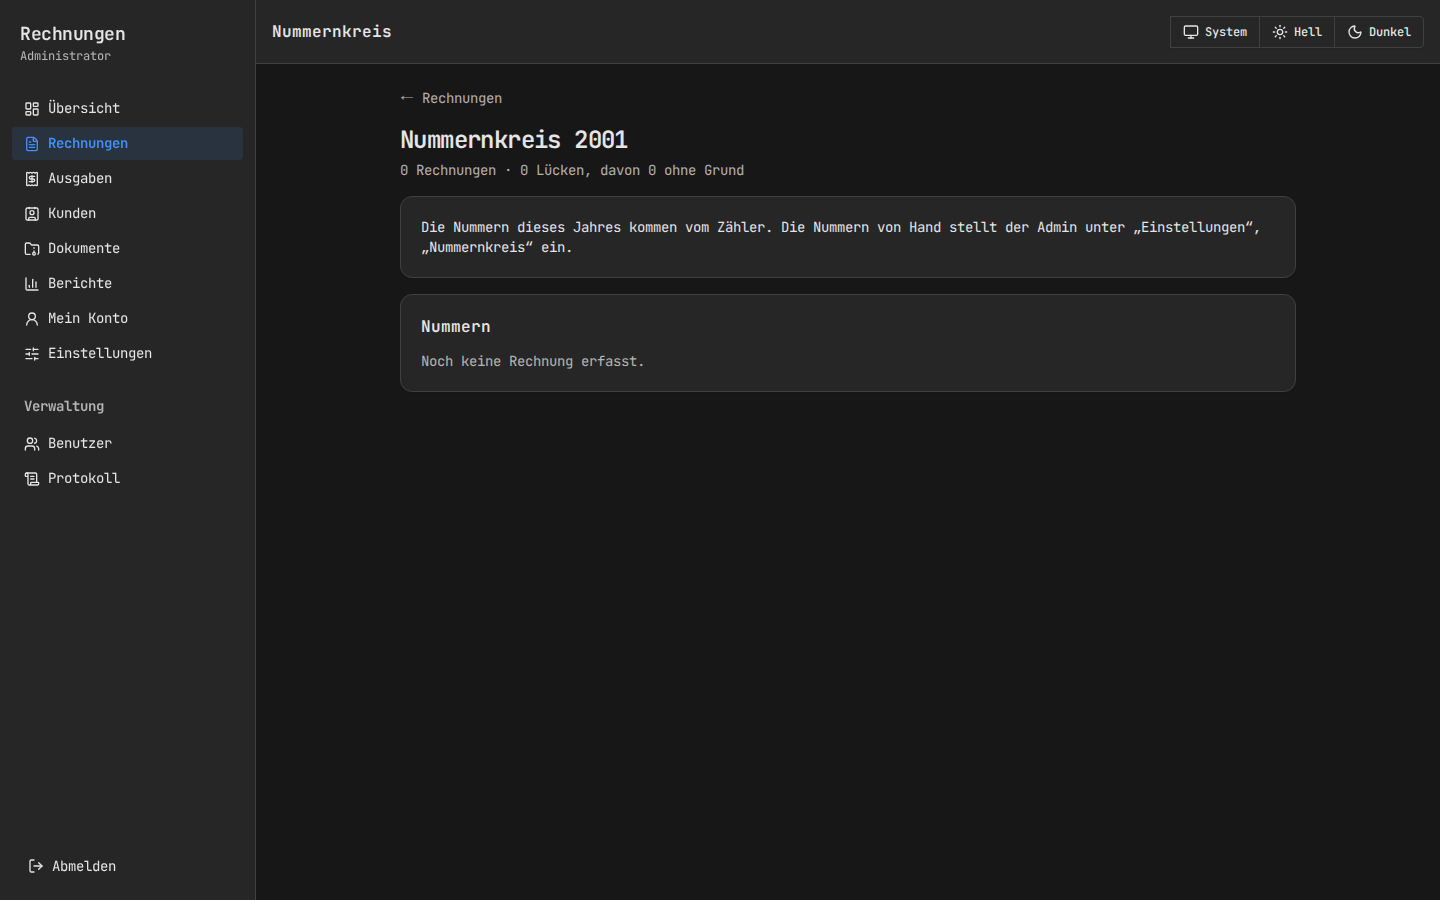 Rechnungen
Administrator
Übersicht
Rechnungen
Ausgaben
Kunden
Dokumente
Berichte
Mein Konto
Einstellungen
Verwaltung
Benutzer
Protokoll
Abmelden
Nummernkreis
System
Hell
Dunkel
← Rechnungen
Nummernkreis 2001
0 Rechnungen · 0 Lücken, davon 0 ohne Grund
Die Nummern dieses Jahres kommen vom Zähler. Die Nummern von Hand stellt der Admin unter „Einstellungen“,
„Nummernkreis“ ein.
Nummern
Noch keine Rechnung erfasst.